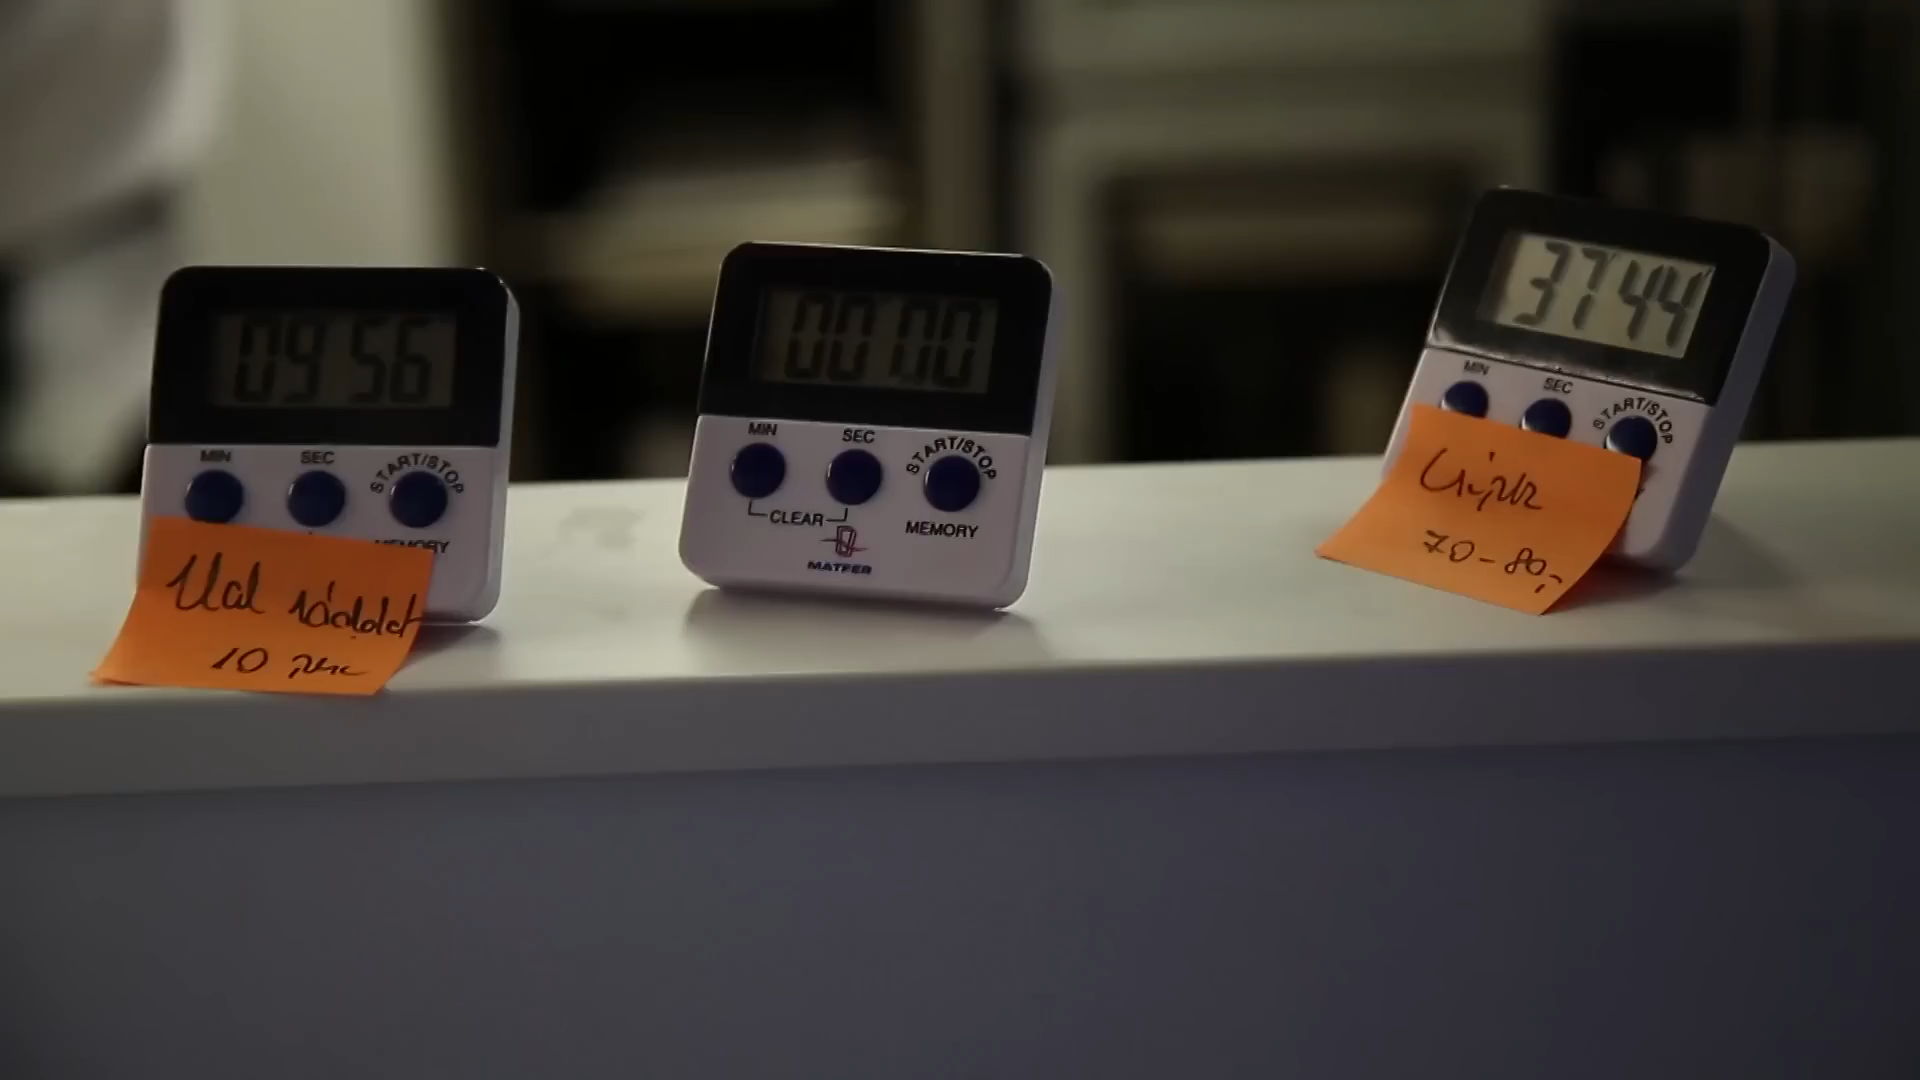 09 56
MIN SEC START/STOP
MEMORY
10
00 00
MIN SEC START/STOP
CLEAR
MEMORY
MATFER
37'44
MIN SEC START/STOP
70-80,-